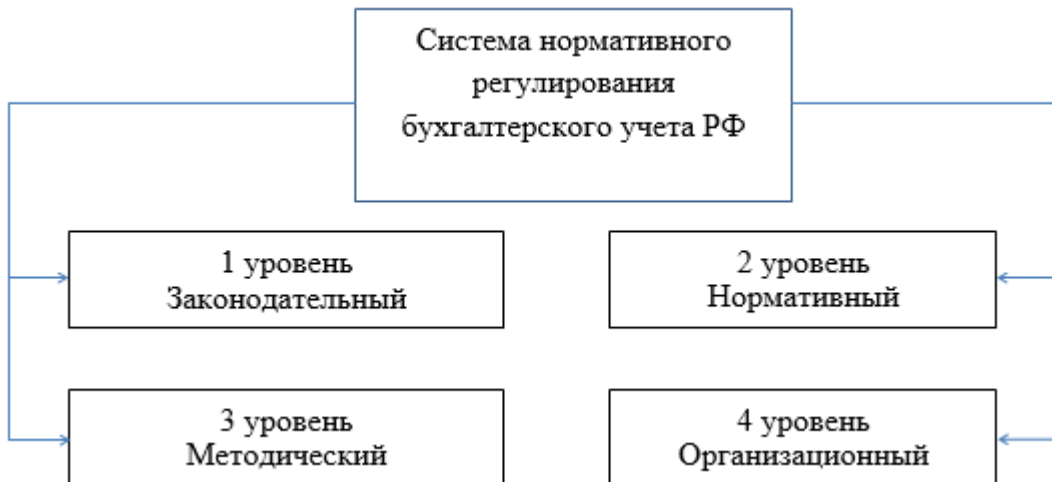 Система нормативного
регулирования
бухгалтерского учета РФ
1 уровень
Законодательный
2 уровень
Нормативный
3 уровень
Методический
4 уровень
Организационный